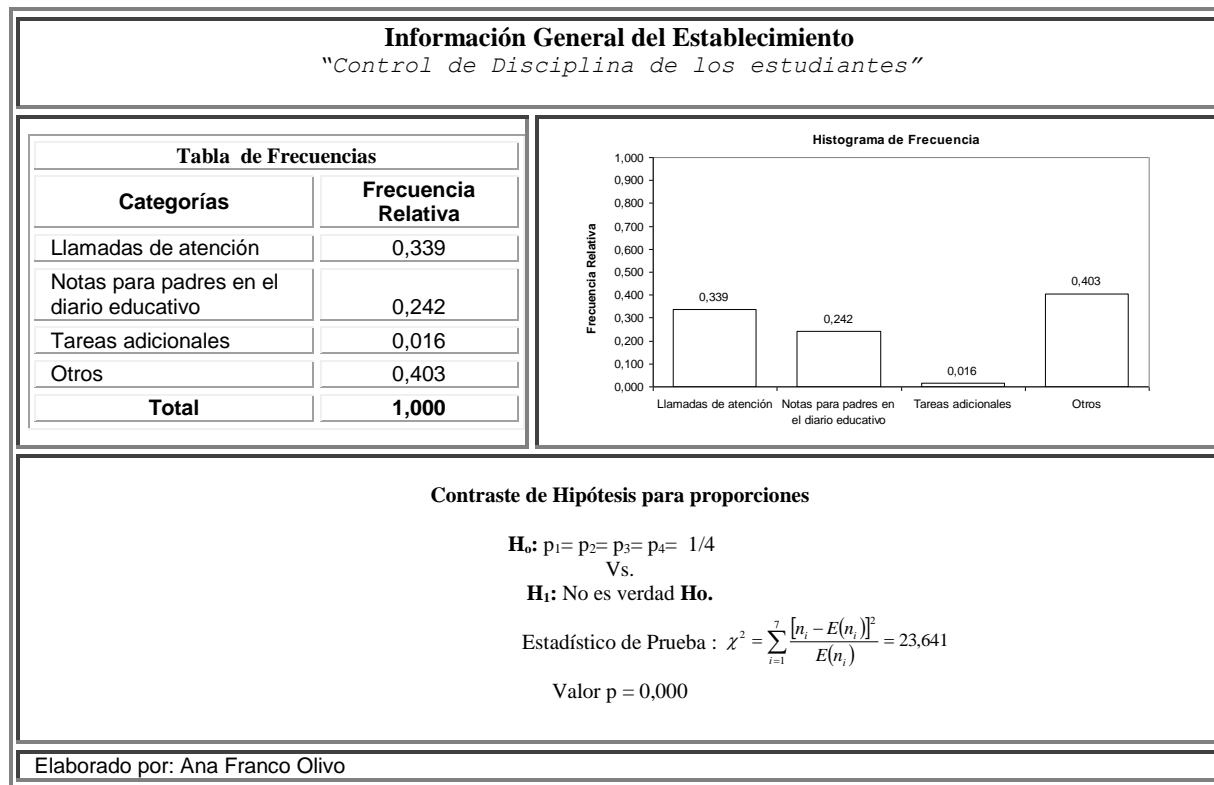 Información General del Establecimiento
“Control de Disciplina de los estudiantes”
Tabla de Frecuencias
Categorías
Frecuencia
Relativa
Llamadas de atención
0,339
Notas para padres en el
diario educativo
0,242
Tareas adicionales
0,016
Otros
0,403
Total
1,000
Histograma de Frecuencia
Frecuencia Relativa
1,000
0,900
0,800
0,700
0,600
0,500
0,400
0,300
0,200
0,100
0,000
0,339
0,242
0,016
0,403
Llamadas de atención
Notas para padres en
el diario educativo
Tareas adicionales
Otros
Contraste de Hipótesis para proporciones
Ho: p1= p2= p3= p4= 1/4
Vs.
H1: No es verdad Ho.
Estadístico de Prueba : χ² = ∑_{i=1}^{7} [n_i − E(n_i)]² / E(n_i) = 23,641
Valor p = 0,000
Elaborado por: Ana Franco Olivo